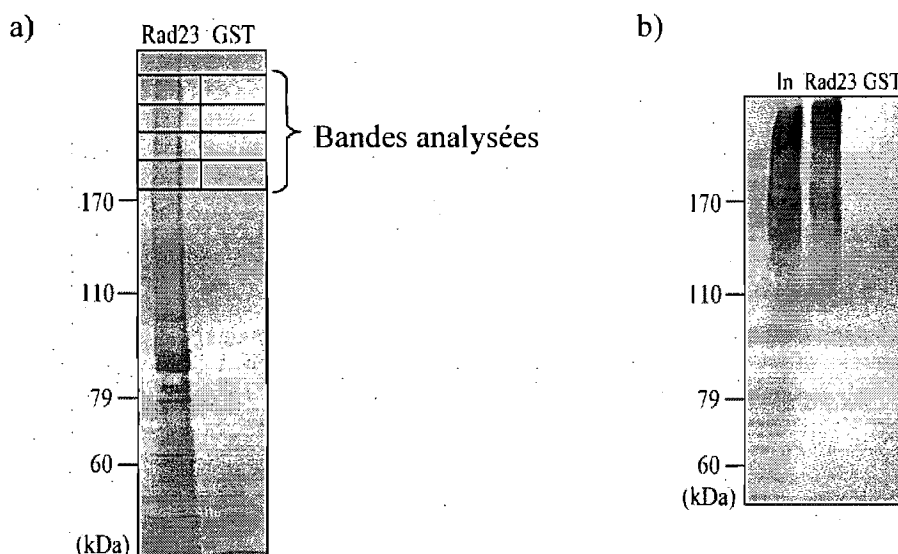 a)
Rad23 GST
Bandes analysées
170
110
79
60
(kDa)
b)
In Rad23 GST
170
110
79
60
(kDa)